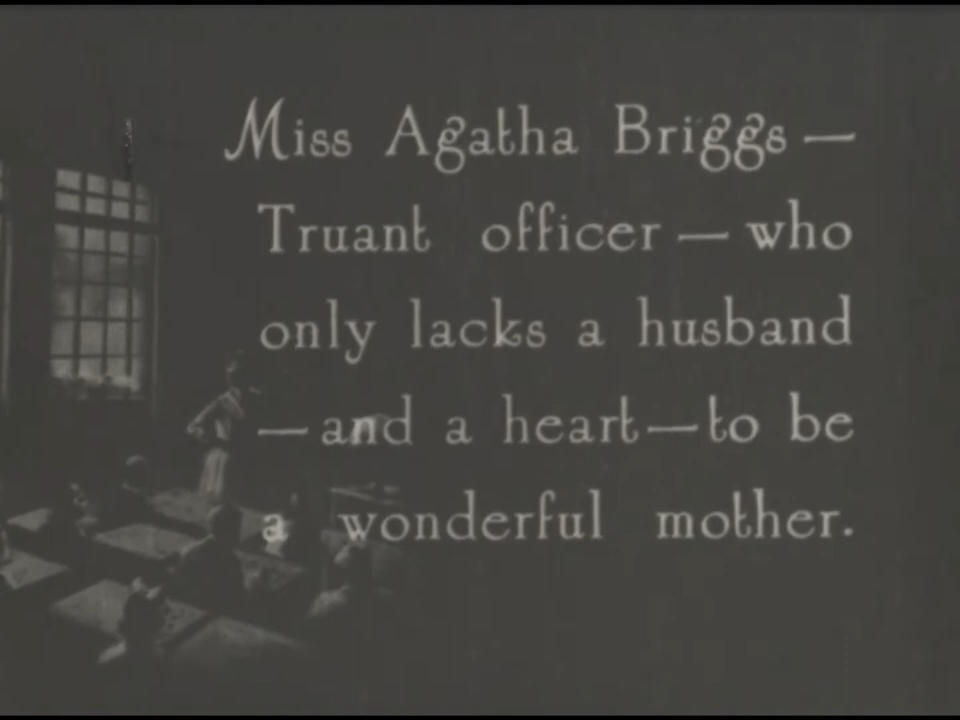 Miss Agatha Briggs —
Truant officer — who
only lacks a husband
— and a heart — to be
a wonderful mother.